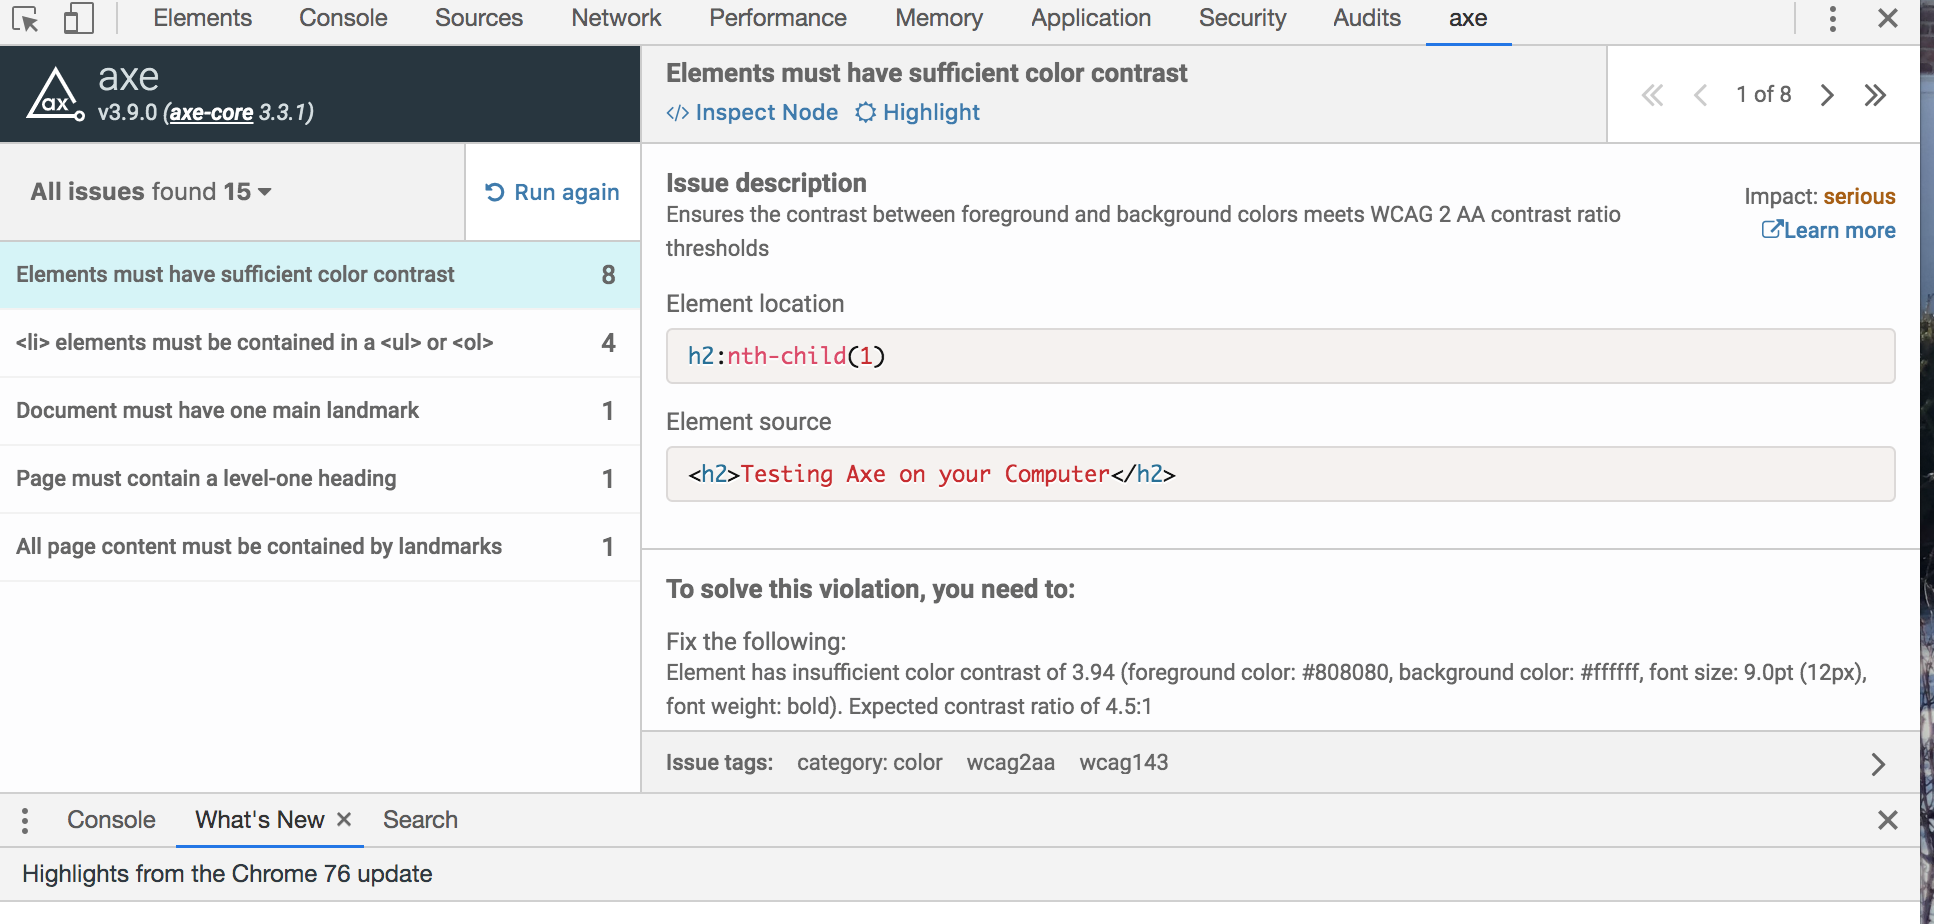 Elements Console Sources Network Performance Memory Application Security Audits axe
ax
axe
v3.9.0 (axe-core 3.3.1)
All issues found 15
Run again
Elements must have sufficient color contrast 8
<li> elements must be contained in a <ul> or <ol> 4
Document must have one main landmark 1
Page must contain a level-one heading 1
All page content must be contained by landmarks 1
Elements must have sufficient color contrast
</> Inspect Node Highlight
1 of 8
Issue description
Ensures the contrast between foreground and background colors meets WCAG 2 AA contrast ratio
thresholds
Impact: serious
Learn more
Element location
h2:nth-child(1)
Element source
<h2>Testing Axe on your Computer</h2>
To solve this violation, you need to:
Fix the following:
Element has insufficient color contrast of 3.94 (foreground color: #808080, background color: #ffffff, font size: 9.0pt (12px),
font weight: bold). Expected contrast ratio of 4.5:1
Issue tags: category: color wcag2aa wcag143
Console What's New Search
Highlights from the Chrome 76 update